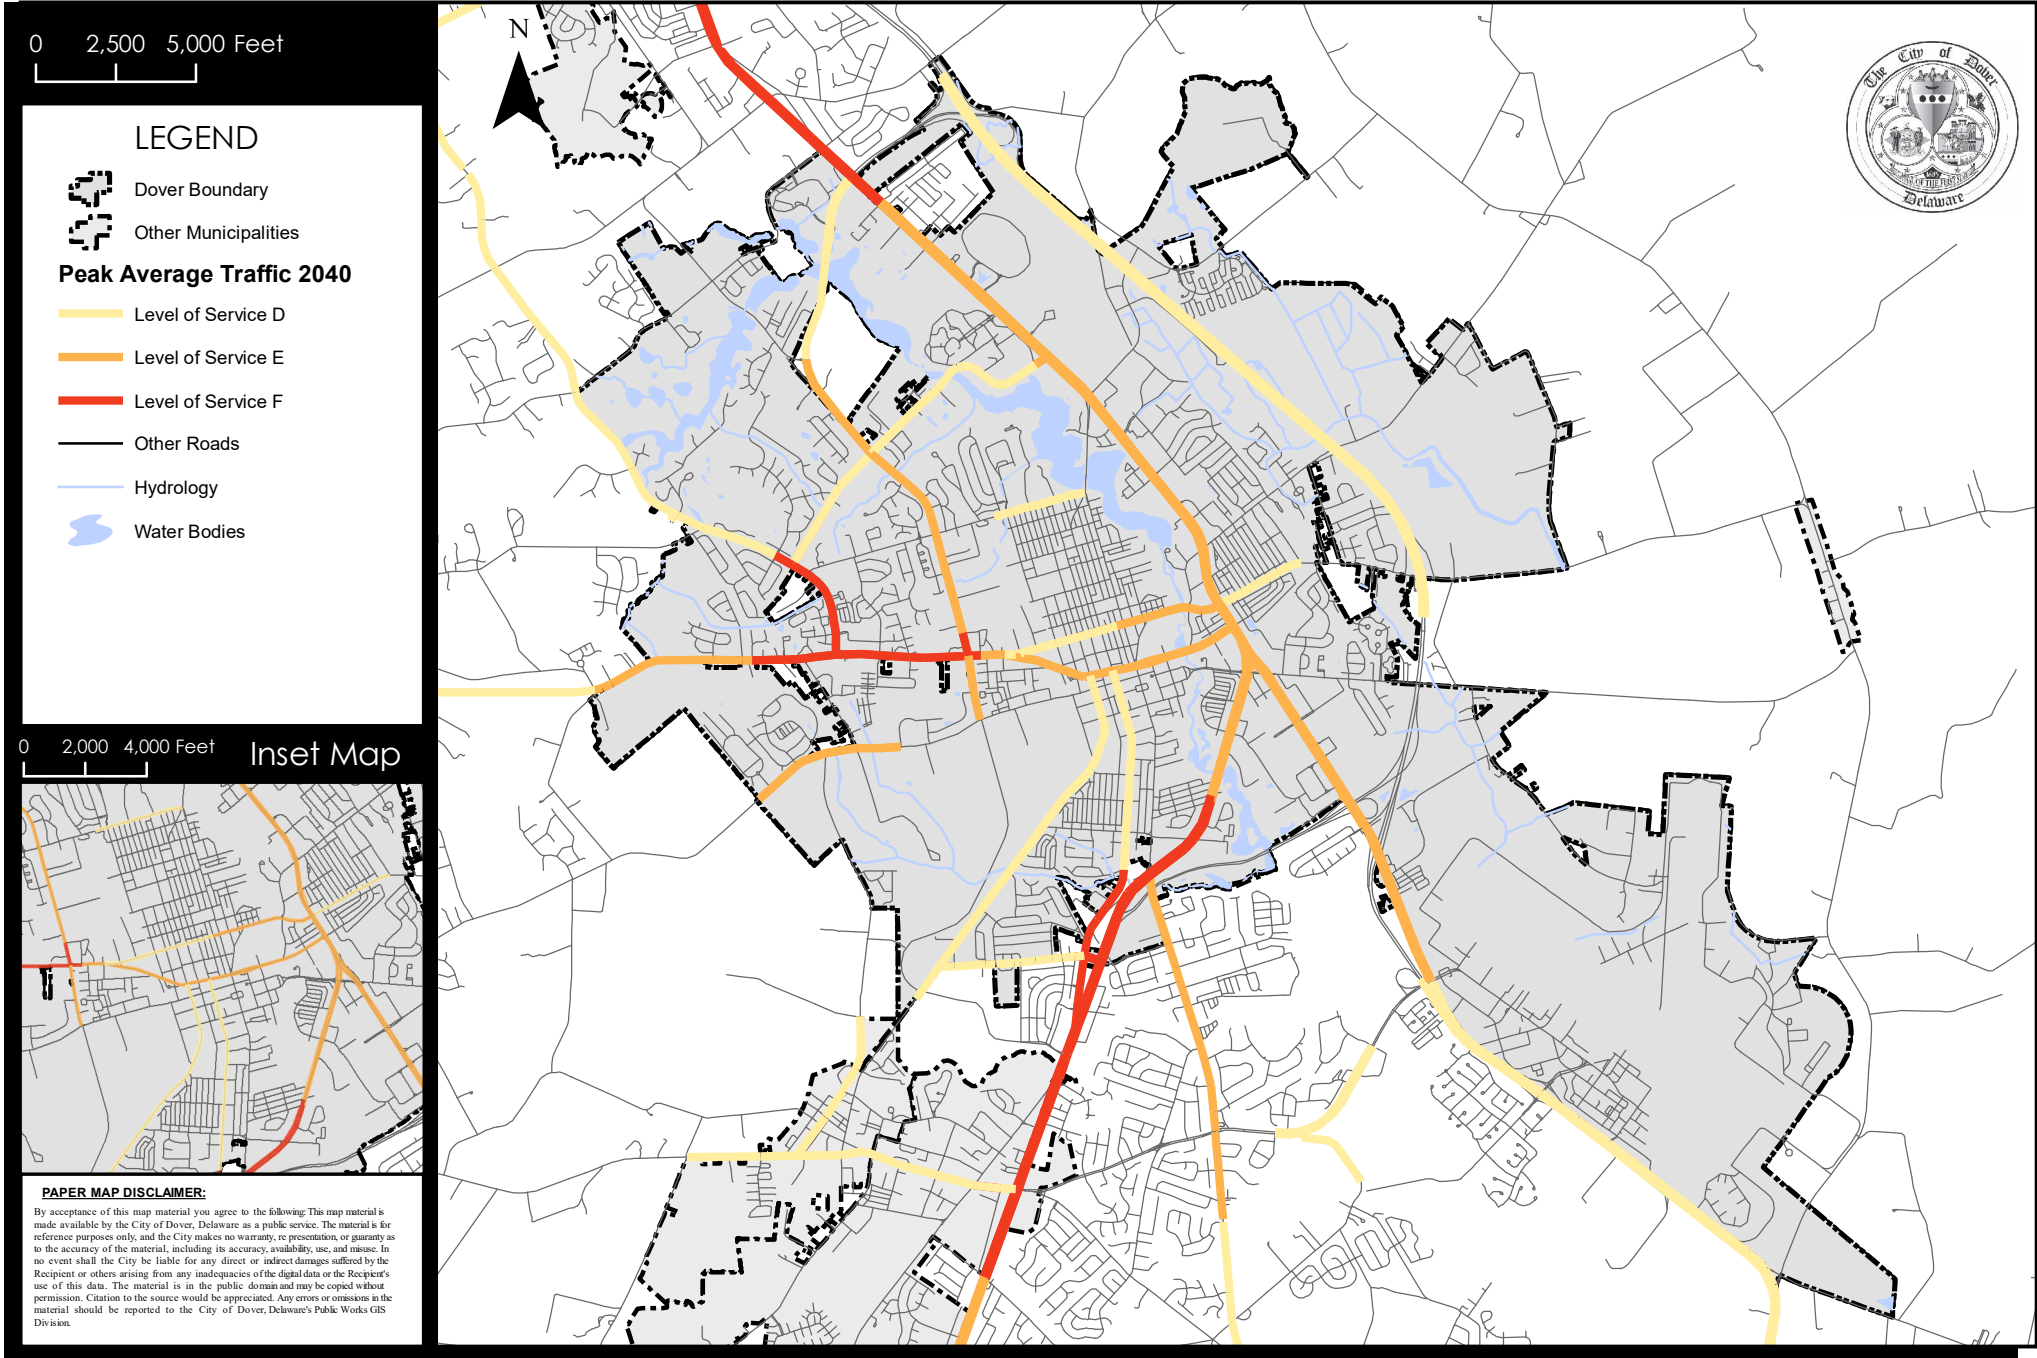 0 2,500 5,000 Feet
LEGEND
Dover Boundary
Other Municipalities
Peak Average Traffic 2040
Level of Service D
Level of Service E
Level of Service F
Other Roads
Hydrology
Water Bodies
0 2,000 4,000 Feet
Inset Map
PAPER MAP DISCLAIMER:
By acceptance of this map material you agree to the following: This map material is
made available by the City of Dover, Delaware as a public service. The material is for
reference purposes only, and the City makes no warranty, re presentation, or guaranty as
to the accuracy of the material, including its accuracy, availability, use, and misuse. In
no event shall the City be liable for any direct or indirect damages suffered by the
Recipient or others arising from any inadequacies of the digital data or the Recipient's
use of this data. The material is in the public domain and may be copied without
permission. Citation to the source would be appreciated. Any errors or omissions in the
material should be reported to the City of Dover, Delaware's Public Works GIS
Division.
N
The City of Dover
Delaware